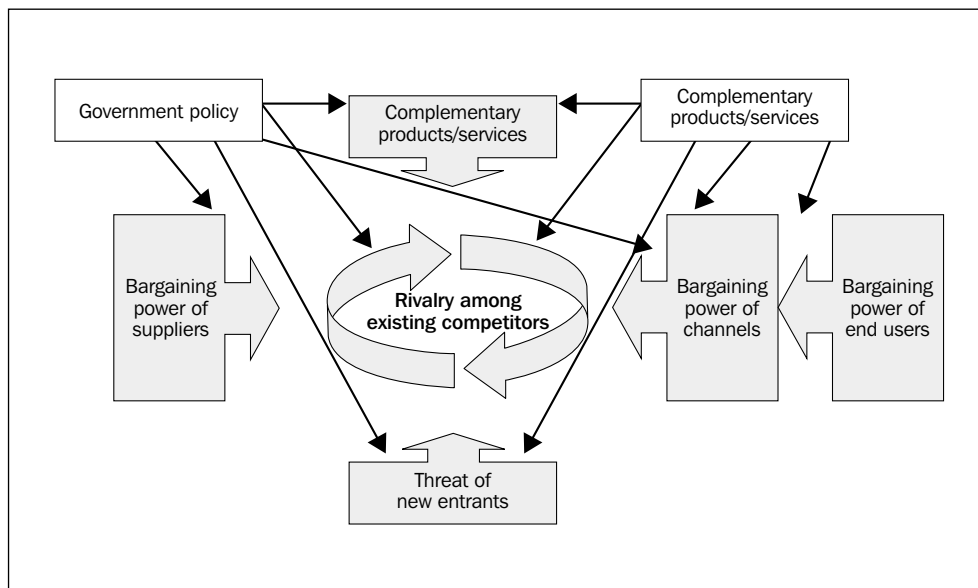 Government policy
Complementary
products/services
Complementary
products/services
Bargaining
power of
suppliers
Rivalry among
existing competitors
Bargaining
power of
channels
Bargaining
power of
end users
Threat of
new entrants